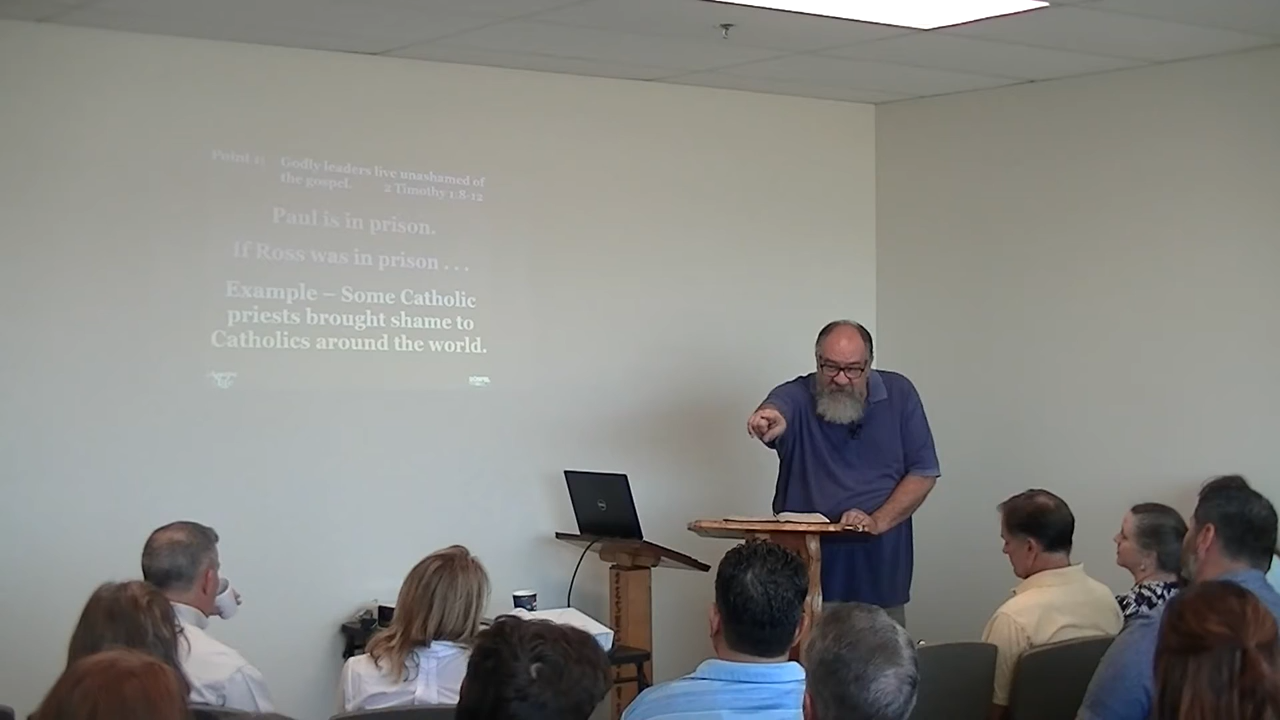 Point 1: Godly leaders live unashamed of
the gospel. 2 Timothy 1:8-12
Paul is in prison.
If Ross was in prison . . .
Example – Some Catholic
priests brought shame to
Catholics around the world.
DELL